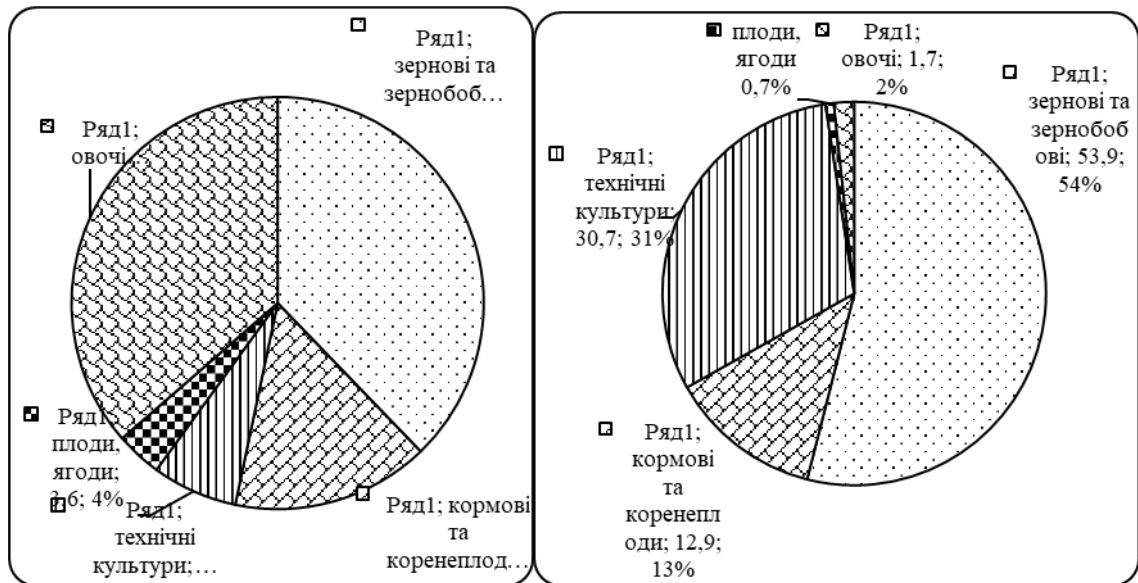 Ряд1;
зернові та
зернобоб…
Ряд1;
овочі;
Ряд1;
плоди,
ягоди;
3,6; 4%
Ряд1;
технічні
культури;…
Ряд1; кормові
та
коренеплод…
плоди,
ягоди
0,7%
Ряд1;
овочі; 1,7;
2%
Ряд1;
зернові та
зернобоб
ові; 53,9;
54%
Ряд1;
технічні
культури;
30,7; 31%
Ряд1;
кормові
та
коренепл
оди; 12,9;
13%